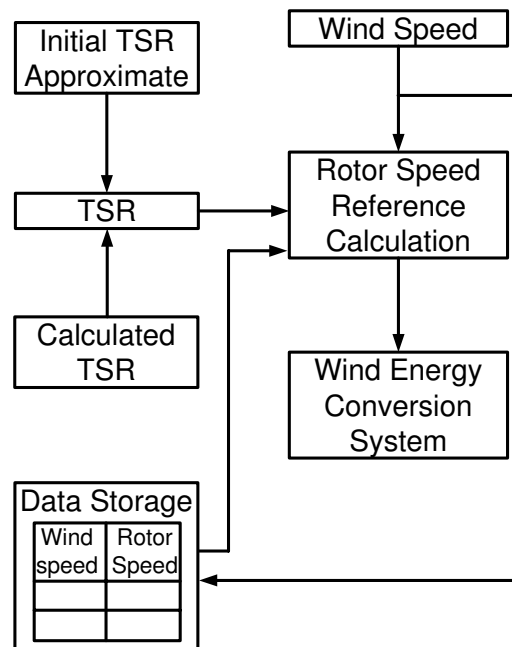 Initial TSR
Approximate
Wind Speed
TSR
Rotor Speed
Reference
Calculation
Calculated
TSR
Wind Energy
Conversion
System
Data Storage
Wind
speed
Rotor
Speed